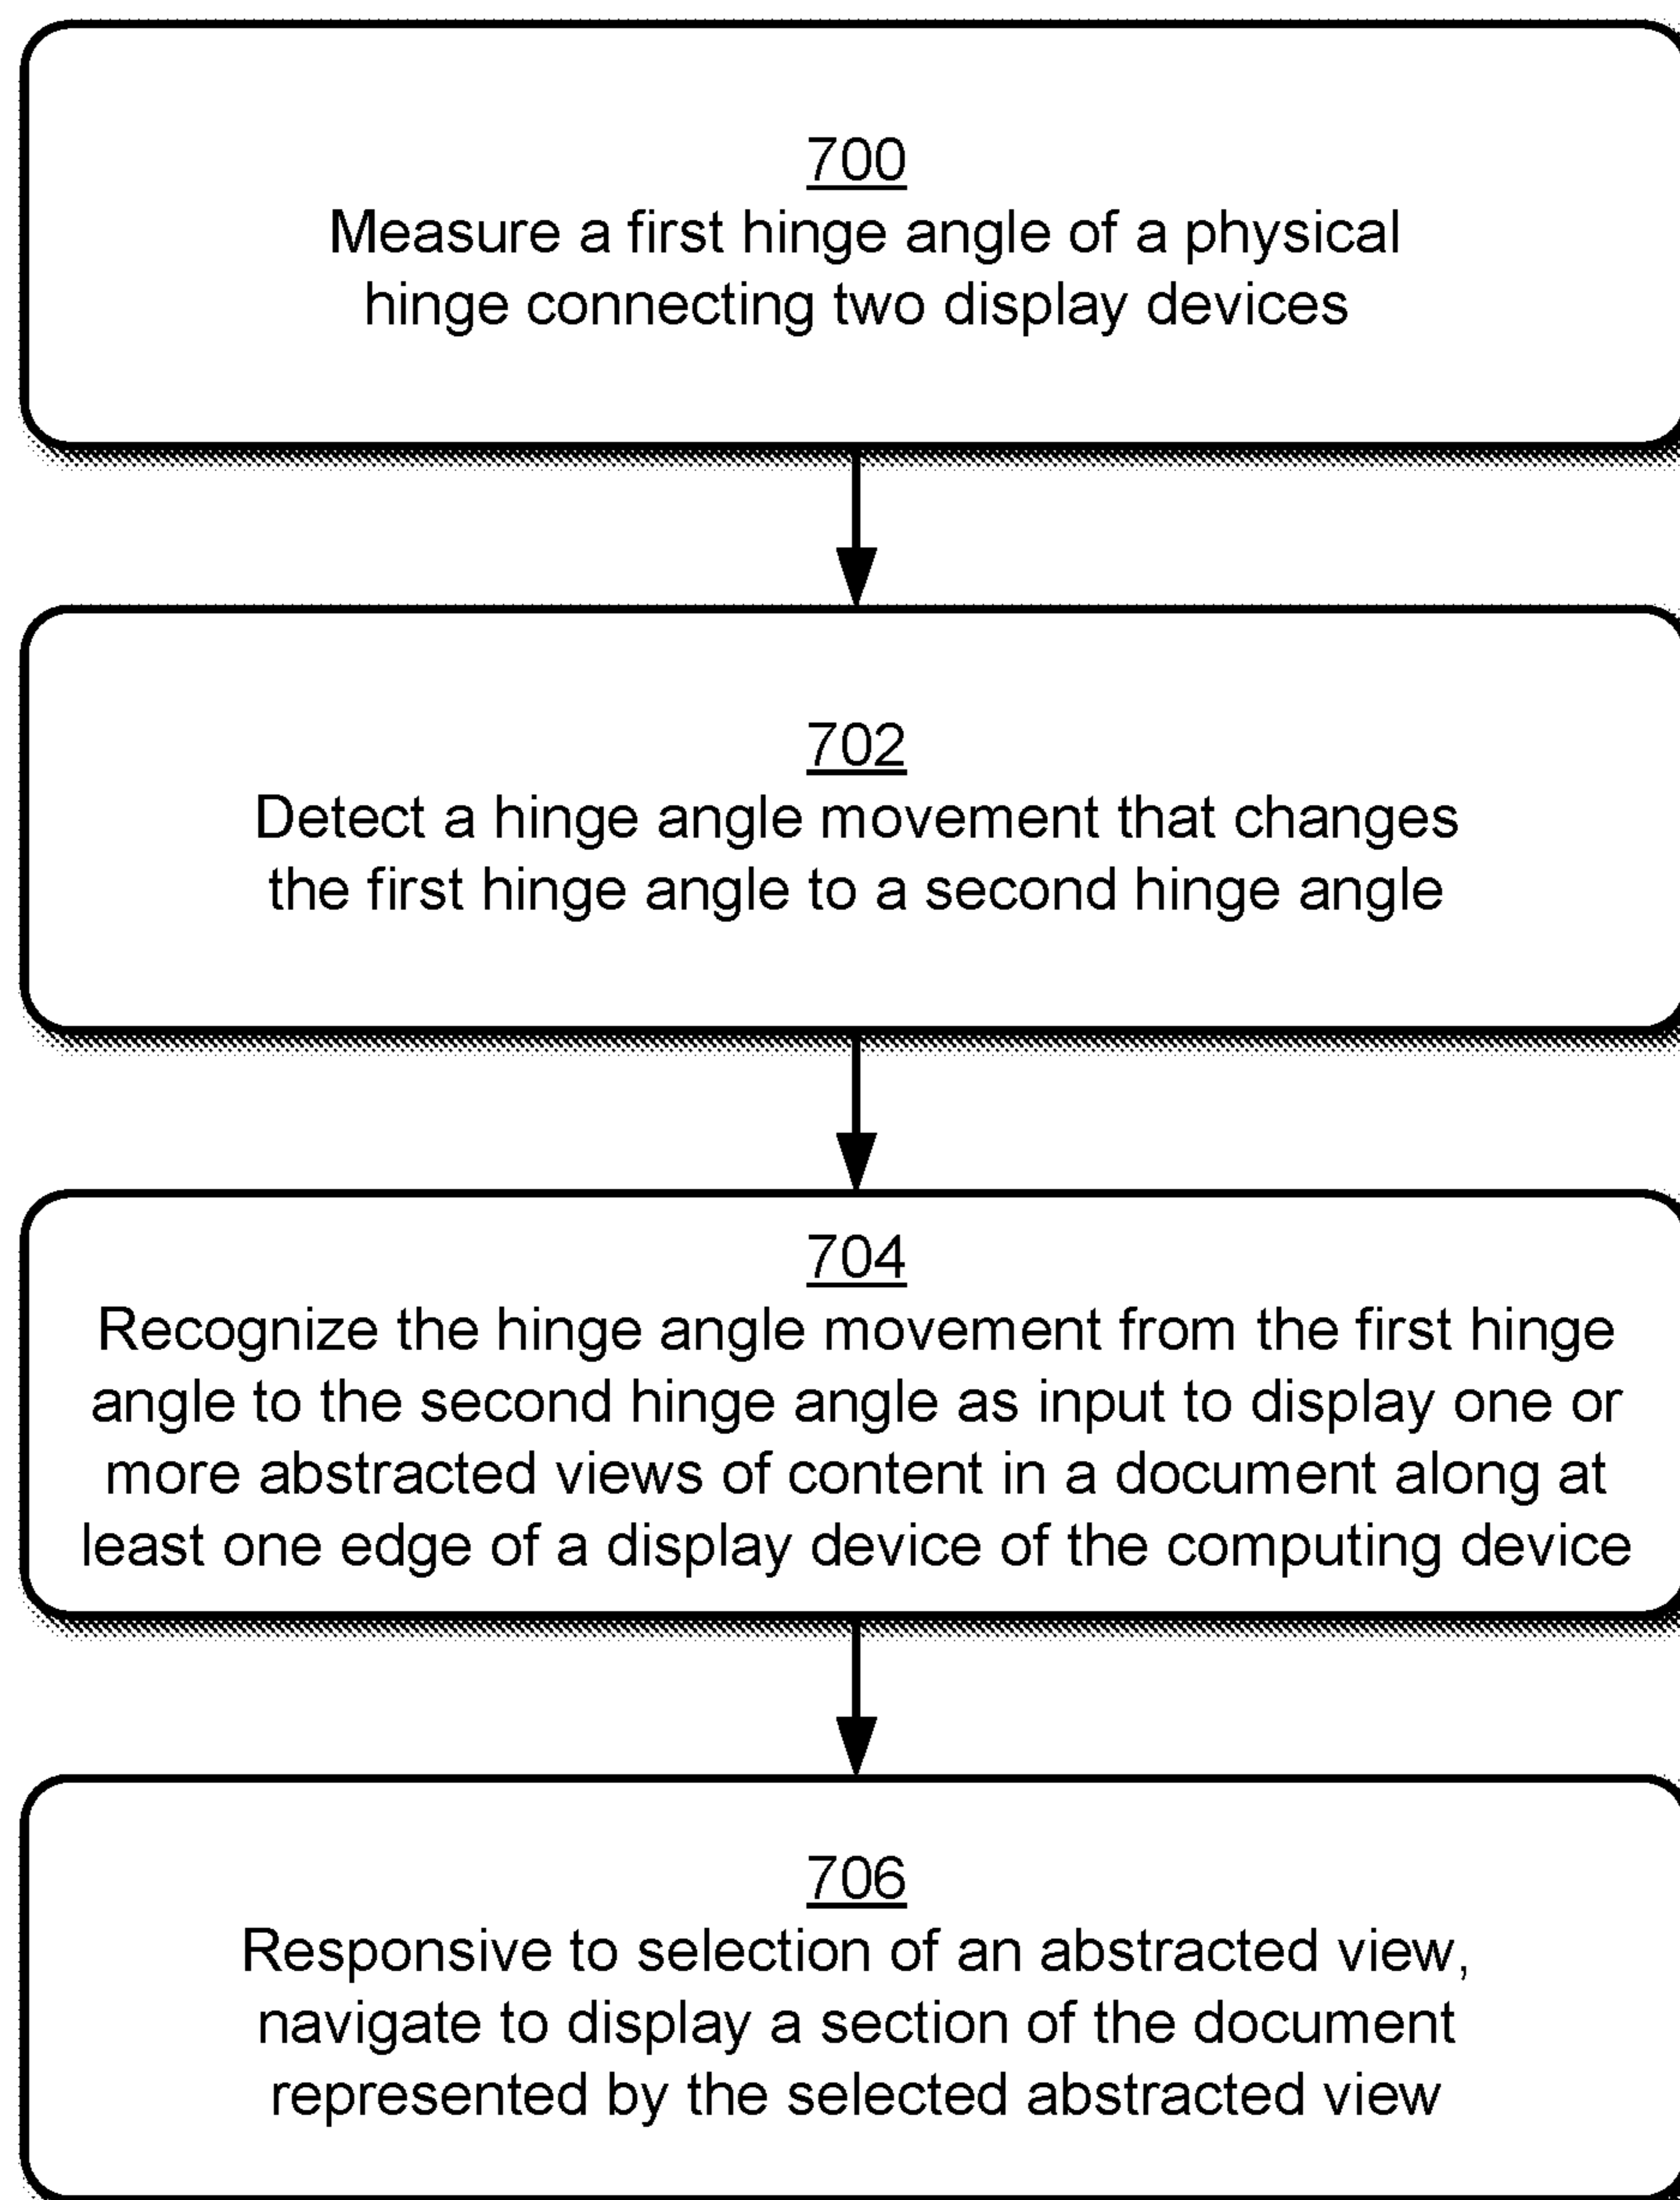 700
Measure a first hinge angle of a physical
hinge connecting two display devices
702
Detect a hinge angle movement that changes
the first hinge angle to a second hinge angle
704
Recognize the hinge angle movement from the first hinge
angle to the second hinge angle as input to display one or
more abstracted views of content in a document along at
least one edge of a display device of the computing device
706
Responsive to selection of an abstracted view,
navigate to display a section of the document
represented by the selected abstracted view